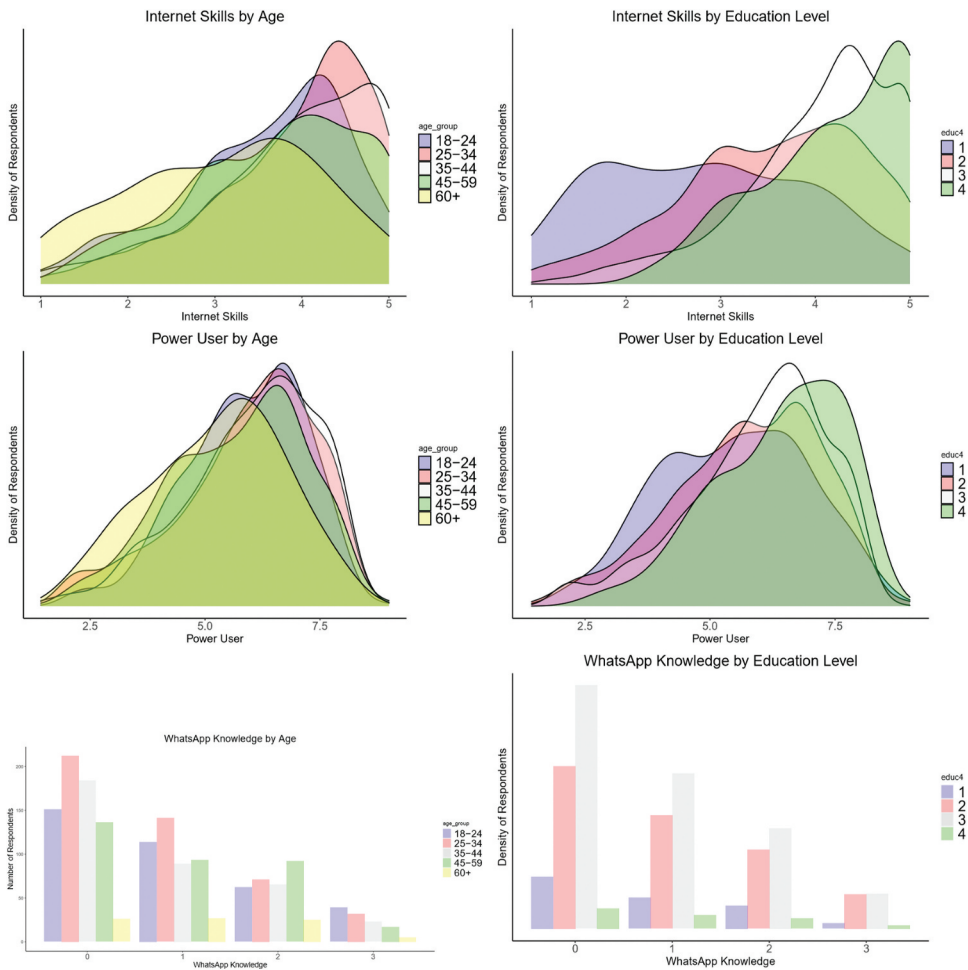 Internet Skills by Age
Density of Respondents
1 2 3 4 5
Internet Skills
age_group
18−24
25−34
35−44
45−59
60+
Internet Skills by Education Level
Density of Respondents
1 2 3 4 5
Internet Skills
educ4
1
2
3
4
Power User by Age
Density of Respondents
2.5 5.0 7.5
Power User
age_group
18−24
25−34
35−44
45−59
60+
Power User by Education Level
Density of Respondents
2.5 5.0 7.5
Power User
educ4
1
2
3
4
WhatsApp Knowledge by Age
Number of Respondents
200
150
100
50
0
0 1 2 3
WhatsApp Knowledge
age_group
18−24
25−34
35−44
45−59
60+
WhatsApp Knowledge by Education Level
Density of Respondents
0 1 2 3
WhatsApp Knowledge
educ4
1
2
3
4